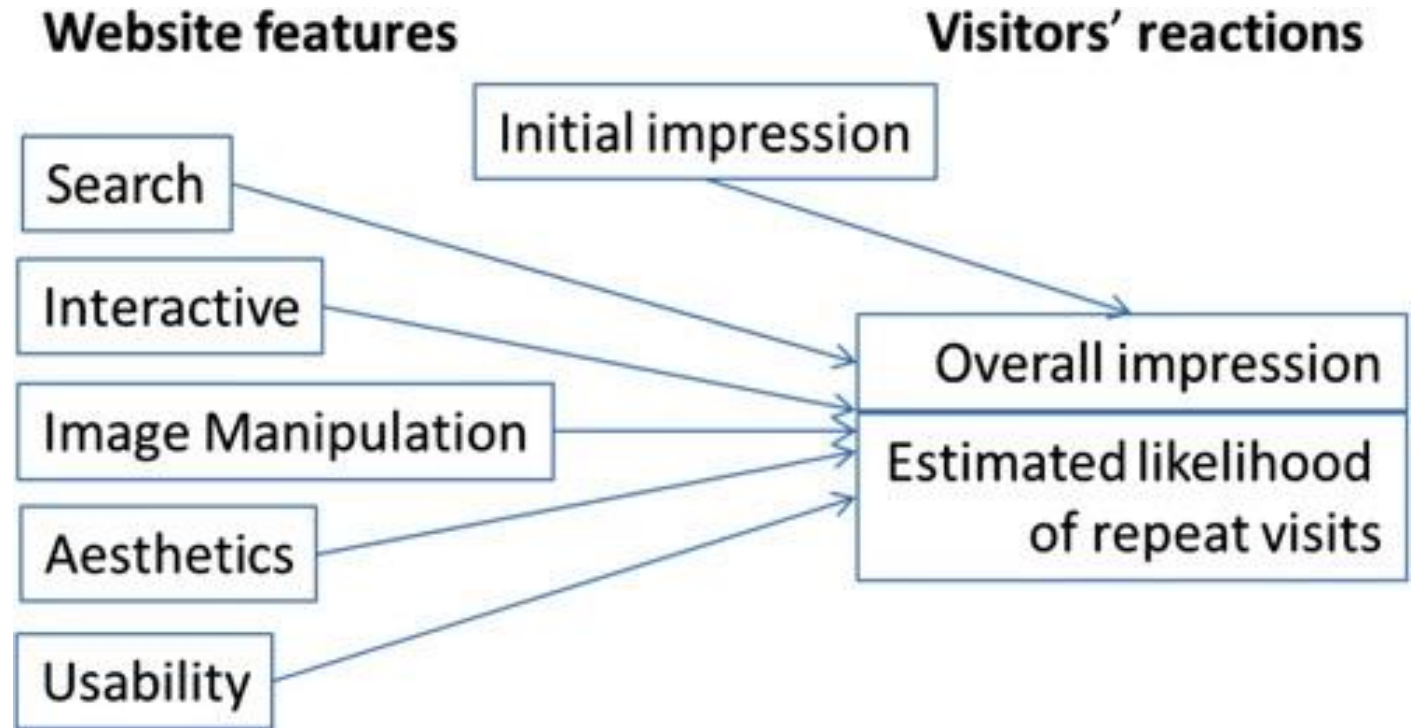 Website features
Visitors’ reactions
Initial impression
Search
Interactive
Image Manipulation
Aesthetics
Usability
Overall impression
Estimated likelihood
of repeat visits